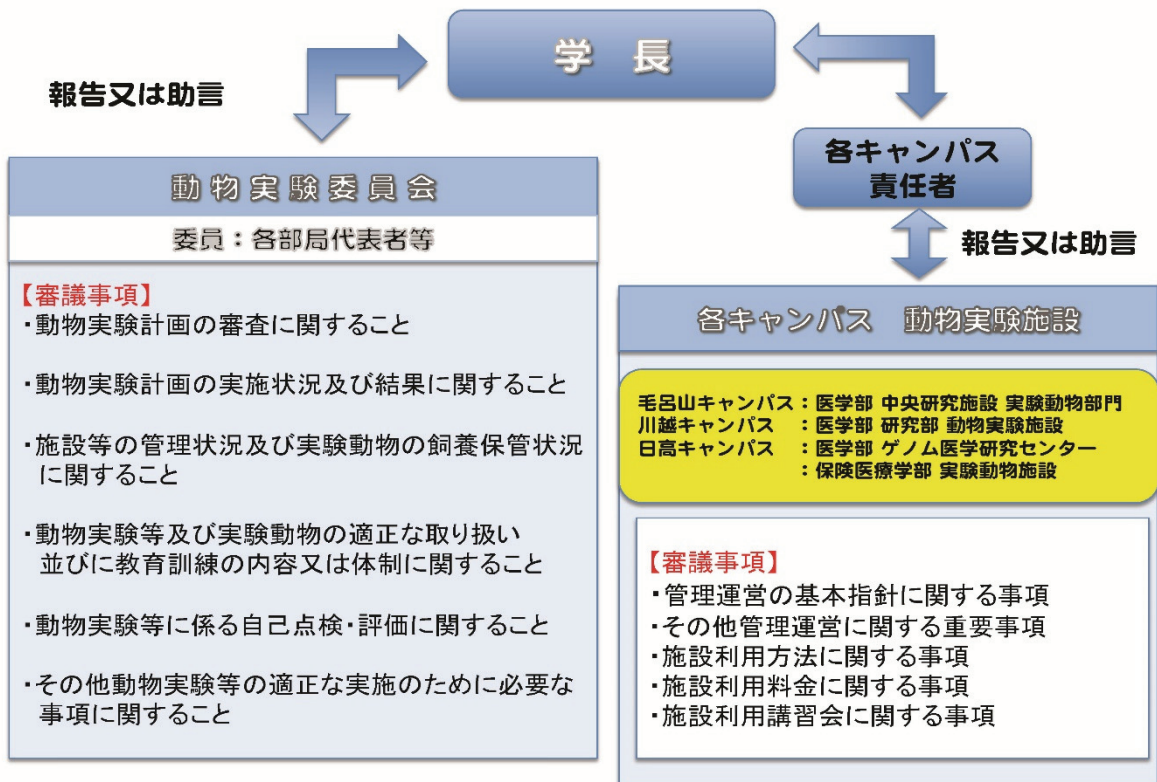 学　長
報告又は助言
動物実験委員会
委員：各部局代表者等
【審議事項】
・動物実験計画の審査に関すること
・動物実験計画の実施状況及び結果に関すること
・施設等の管理状況及び実験動物の飼養保管状況
に関すること
・動物実験等及び実験動物の適正な取り扱い
並びに教育訓練の内容又は体制に関すること
・動物実験等に係る自己点検・評価に関すること
・その他動物実験等の適正な実施のために必要な
事項に関すること
各キャンパス
責任者
報告又は助言
各キャンパス　動物実験施設
毛呂山キャンパス：医学部 中央研究施設 実験動物部門
川越キャンパス　：医学部 研究部 動物実験施設
日高キャンパス　：医学部 ゲノム医学研究センター
：保険医療学部 実験動物施設
【審議事項】
・管理運営の基本指針に関する事項
・その他管理運営に関する重要事項
・施設利用方法に関する事項
・施設利用料金に関する事項
・施設利用講習会に関する事項